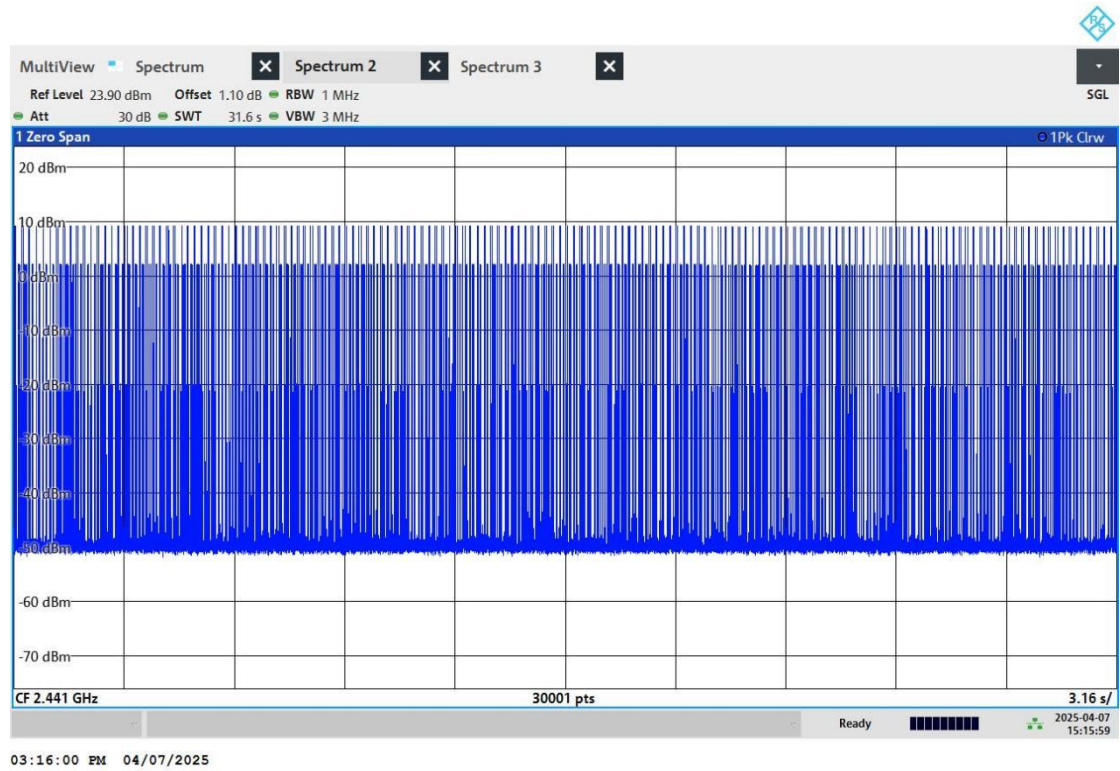 R S
MultiView Spectrum Spectrum 2 Spectrum 3
Ref Level 23.90 dBm Offset 1.10 dB RBW 1 MHz SGL
Att 30 dB SWT 31.6 s VBW 3 MHz
1 Zero Span 1Pk Clrw
20 dBm
10 dBm
0 dBm
-10 dBm
-20 dBm
-30 dBm
-40 dBm
-50 dBm
-60 dBm
-70 dBm
CF 2.441 GHz 30001 pts 3.16 s/
Ready 2025-04-07
15:15:59
03:16:00 PM 04/07/2025